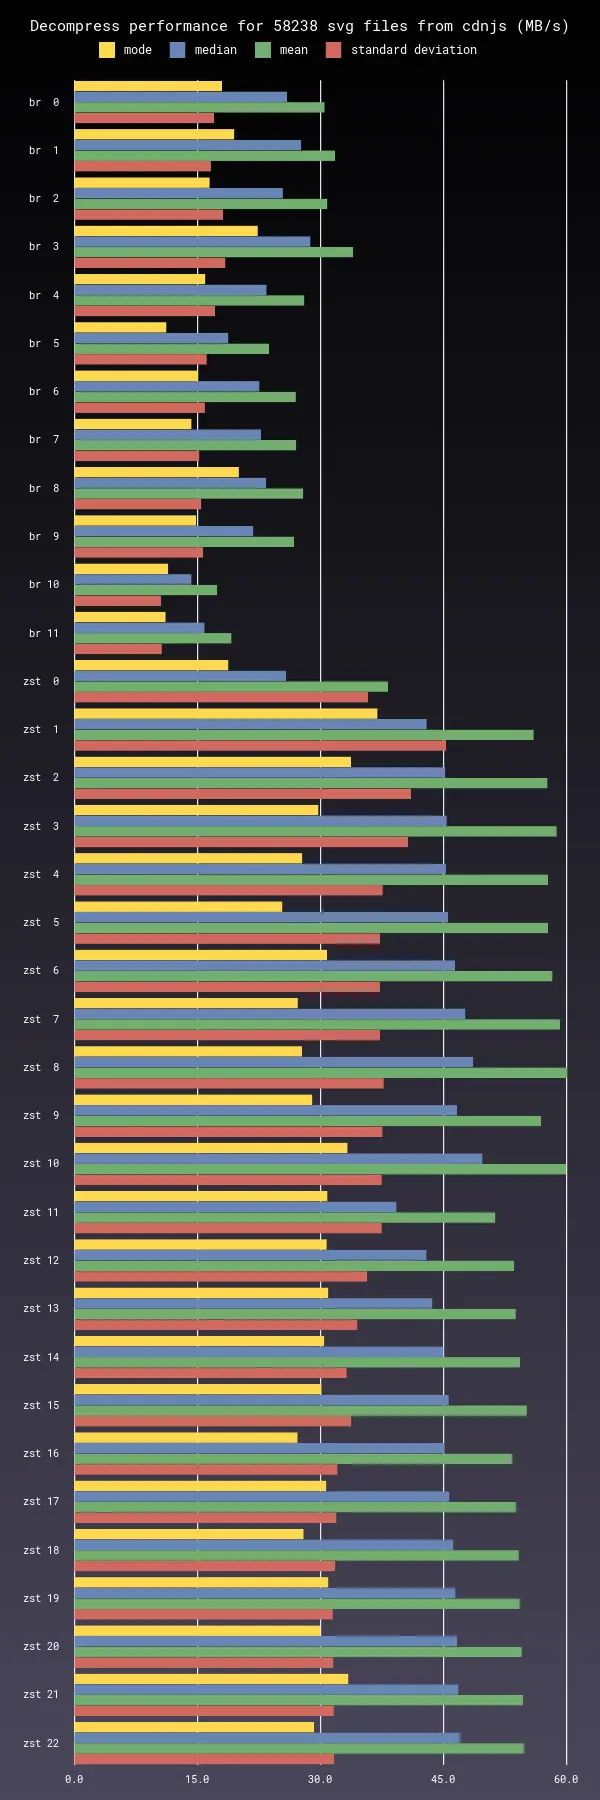 Decompress performance for 58238 svg files from cdnjs (MB/s)
mode median mean standard deviation
br 0
br 1
br 2
br 3
br 4
br 5
br 6
br 7
br 8
br 9
br 10
br 11
zst 0
zst 1
zst 2
zst 3
zst 4
zst 5
zst 6
zst 7
zst 8
zst 9
zst 10
zst 11
zst 12
zst 13
zst 14
zst 15
zst 16
zst 17
zst 18
zst 19
zst 20
zst 21
zst 22
0.0 15.0 30.0 45.0 60.0